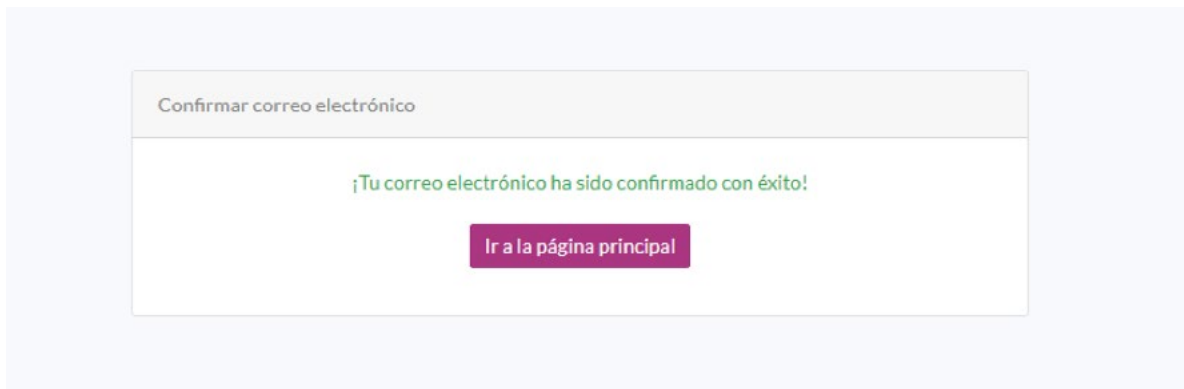 Confirmar correo electrónico
¡Tu correo electrónico ha sido confirmado con éxito!
Ir a la página principal